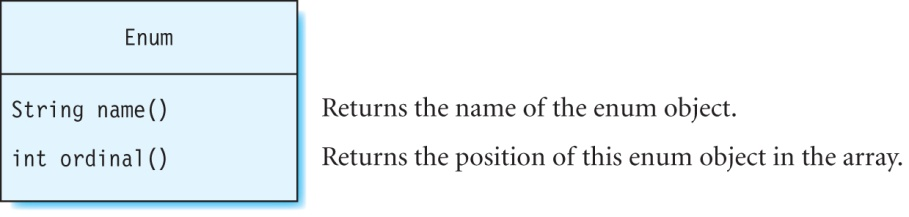 Enum
String name() Returns the name of the enum object.
int ordinal() Returns the position of this enum object in the array.